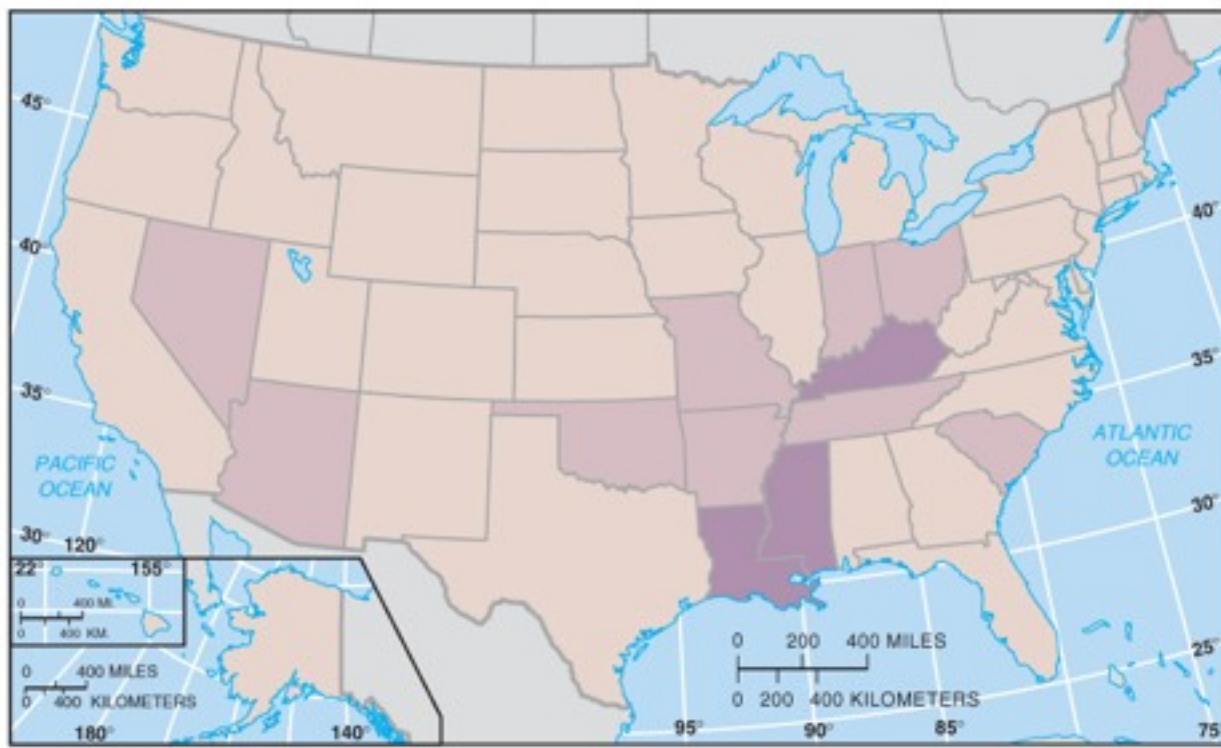 45°
40°
40°
35°
35°
PACIFIC
OCEAN
ATLANTIC
OCEAN
30°
120°
30°
22°
155°
0
400 MI.
0
400 KM.
0 200 400 MILES
0 200 400 KILOMETERS
0 400 MILES
0 400 KILOMETERS
25°
180°
140°
95°
90°
85°
75°